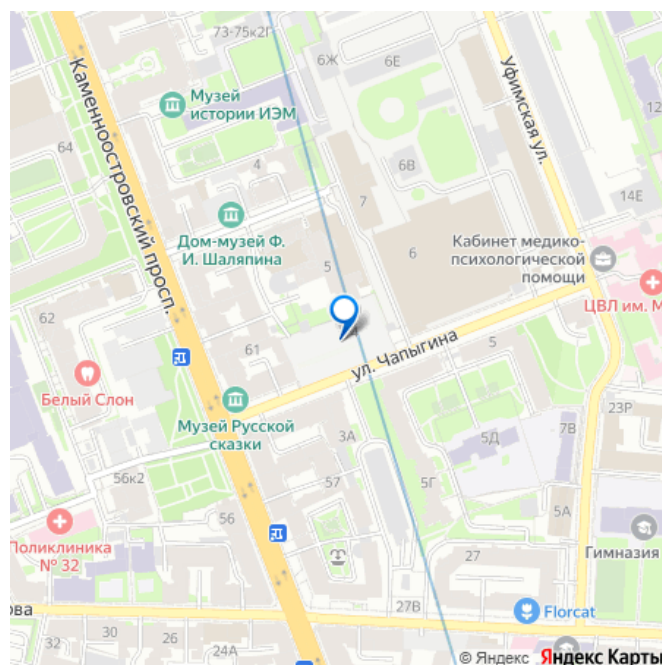 73-75к2Г
6Ж
6Е
Каменноостровский просп.
Уфимская ул.
Музей
истории ИЭМ
64
4
6В
7
14Е
Дом-музей Ф.
И. Шаляпина
5
6
Кабинет медико-
психологической
помощи
ЦВЛ им. М
62
61
ул. Чапыгина
5
Белый Слон
Музей Русской
сказки
3А
23Р
56к2
57
5Д
7В
5Г
56
5А
Поликлиника
№ 32
Гимназия
27
ова
27В
Florcat
52
26
24А
© Яндекс Яндекс Карты